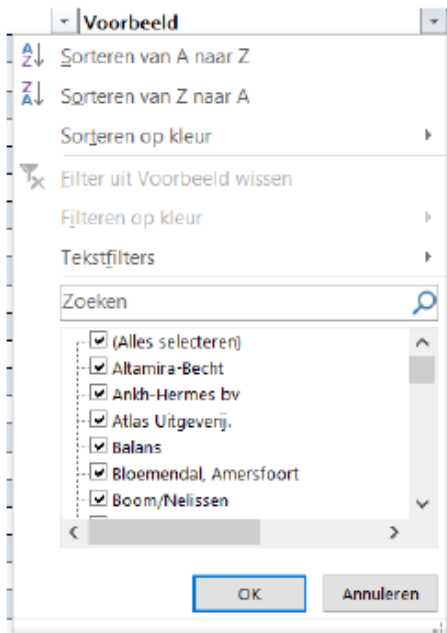 Voorbeeld
Sorteren van A naar Z
Sorteren van Z naar A
Sorteren op kleur
Filter uit Voorbeeld wissen
Filteren op kleur
Tekstfilters
Zoeken
(Alles selecteren)
Altamira-Becht
Ankh-Hermes bv
Atlas Uitgeverij.
Balans
Bloemendal, Amersfoort
Boom/Nelissen
OK Annuleren